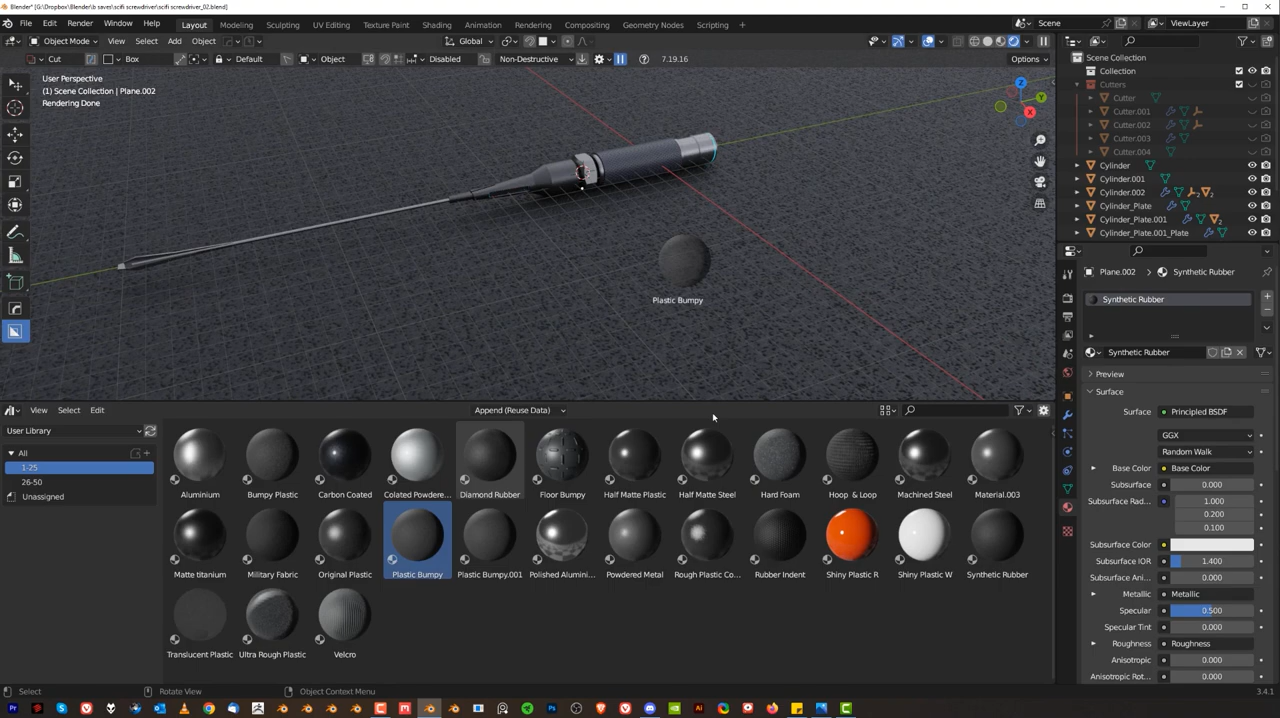 Blender* [G:\Dropbox\b saves\scifi screwdriver\scifi screwdriver_02.blend]
File Edit Render Window Help Layout Modeling Sculpting UV Editing Texture Paint Shading Animation Rendering Compositing Geometry Nodes Scripting + Scene ViewLayer
Object Mode View Select Add Object Global
Cut Box Default Object Disabled Non-Destructive 7.19.16 Options
User Perspective
(1) Scene Collection | Plane.002
Rendering Done
Z
Y
X
Plastic Bumpy
Scene Collection
Collection
Cutters
Cutter
Cutter.001
Cutter.002
Cutter.003
Cutter.004
Cylinder
Cylinder.001
Cylinder.002
Cylinder_Plate
Cylinder_Plate.001
Cylinder_Plate.001_Plate
Plane.002 > Synthetic Rubber
Synthetic Rubber
Synthetic Rubber
Preview
Surface
Surface Principled BSDF
GGX
Random Walk
Base Color Base Color
Subsurface 0.000
Subsurface Rad... 1.000
0.200
0.100
Subsurface Color
Subsurface IOR 1.400
Subsurface Ani... 0.000
Metallic Metallic
Specular 0.500
Specular Tint 0.000
Roughness Roughness
Anisotropic 0.000
Anisotropic Rot... 0.000
View Select Edit Append (Reuse Data)
User Library
All
1-25
26-50
Unassigned
Aluminium Bumpy Plastic Carbon Coated Colated Powdere... Diamond Rubber Floor Bumpy Half Matte Plastic Half Matte Steel Hard Foam Hoop & Loop Machined Steel Material.003
Matte titanium Military Fabric Original Plastic Plastic Bumpy Plastic Bumpy.001 Polished Alumini... Powdered Metal Rough Plastic Co... Rubber Indent Shiny Plastic R Shiny Plastic W Synthetic Rubber
Translucent Plastic Ultra Rough Plastic Velcro
Select Rotate View Object Context Menu 3.4.1